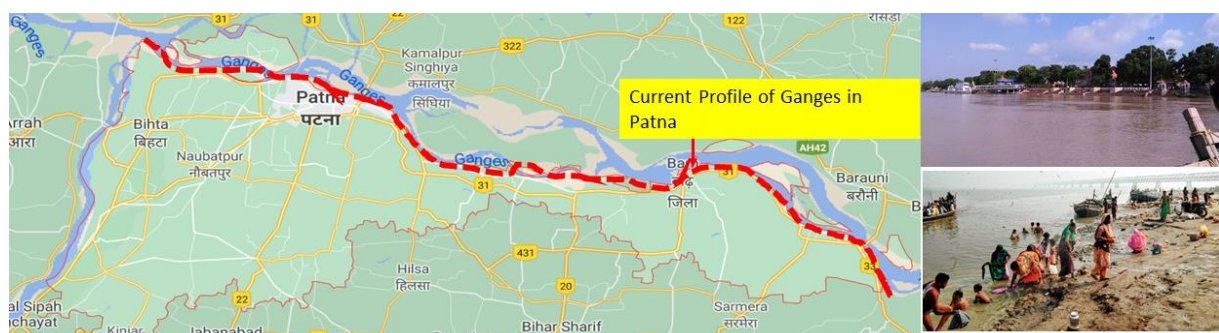 Ganges
31
31
122
रोसड़ा
322
Kamalpur
Singhiya
कमालपुर
सिंघिया
Ganges
Ganges
Patna
पटना
Current Profile of Ganges in
Patna
Arrah
आरा
Bihta
बिहटा
Naubatpur
नौबतपुर
Ganges
31
AH42
31
Barauni
बरौनी
जिला
431
Hilsa
हिलसा
20
22
Sarmera
सरमेरा
Bihar Sharif
Jahanabad